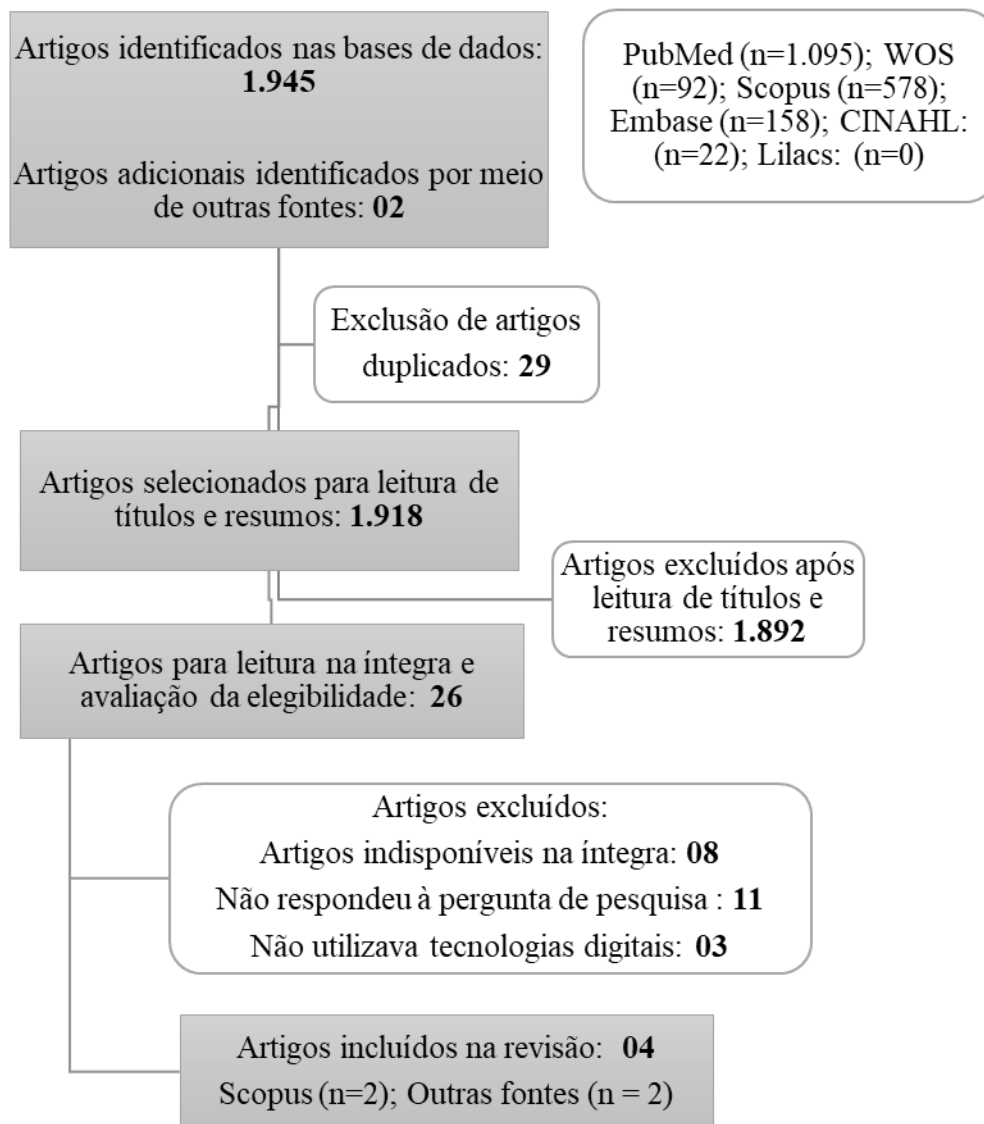 Artigos identificados nas bases de dados:
1.945
Artigos adicionais identificados por meio
de outras fontes: 02
PubMed (n=1.095); WOS
(n=92); Scopus (n=578);
Embase (n=158); CINAHL:
(n=22); Lilacs: (n=0)
Exclusão de artigos
duplicados: 29
Artigos selecionados para leitura de
títulos e resumos: 1.918
Artigos excluídos após
leitura de títulos e
resumos: 1.892
Artigos para leitura na íntegra e
avaliação da elegibilidade: 26
Artigos excluídos:
Artigos indisponíveis na íntegra: 08
Não respondeu à pergunta de pesquisa : 11
Não utilizava tecnologias digitais: 03
Artigos incluídos na revisão: 04
Scopus (n=2); Outras fontes (n = 2)